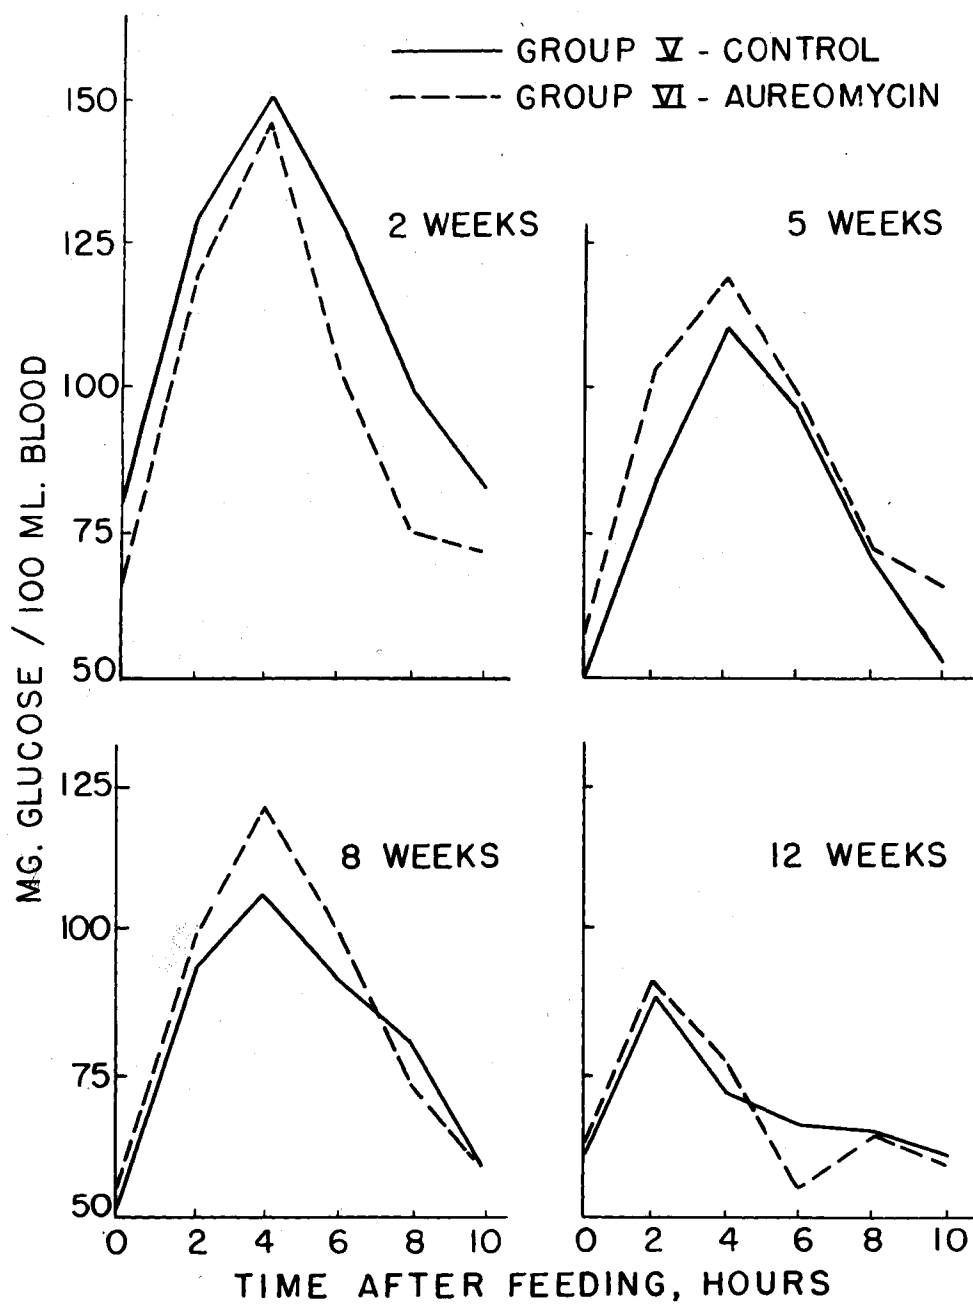 GROUP V - CONTROL
GROUP VI - AUREOMYCIN
150
125
100
75
50
2 WEEKS
5 WEEKS
MG. GLUCOSE / 100 ML. BLOOD
125
100
75
50
8 WEEKS
12 WEEKS
0 2 4 6 8 10
0 2 4 6 8 10
TIME AFTER FEEDING, HOURS